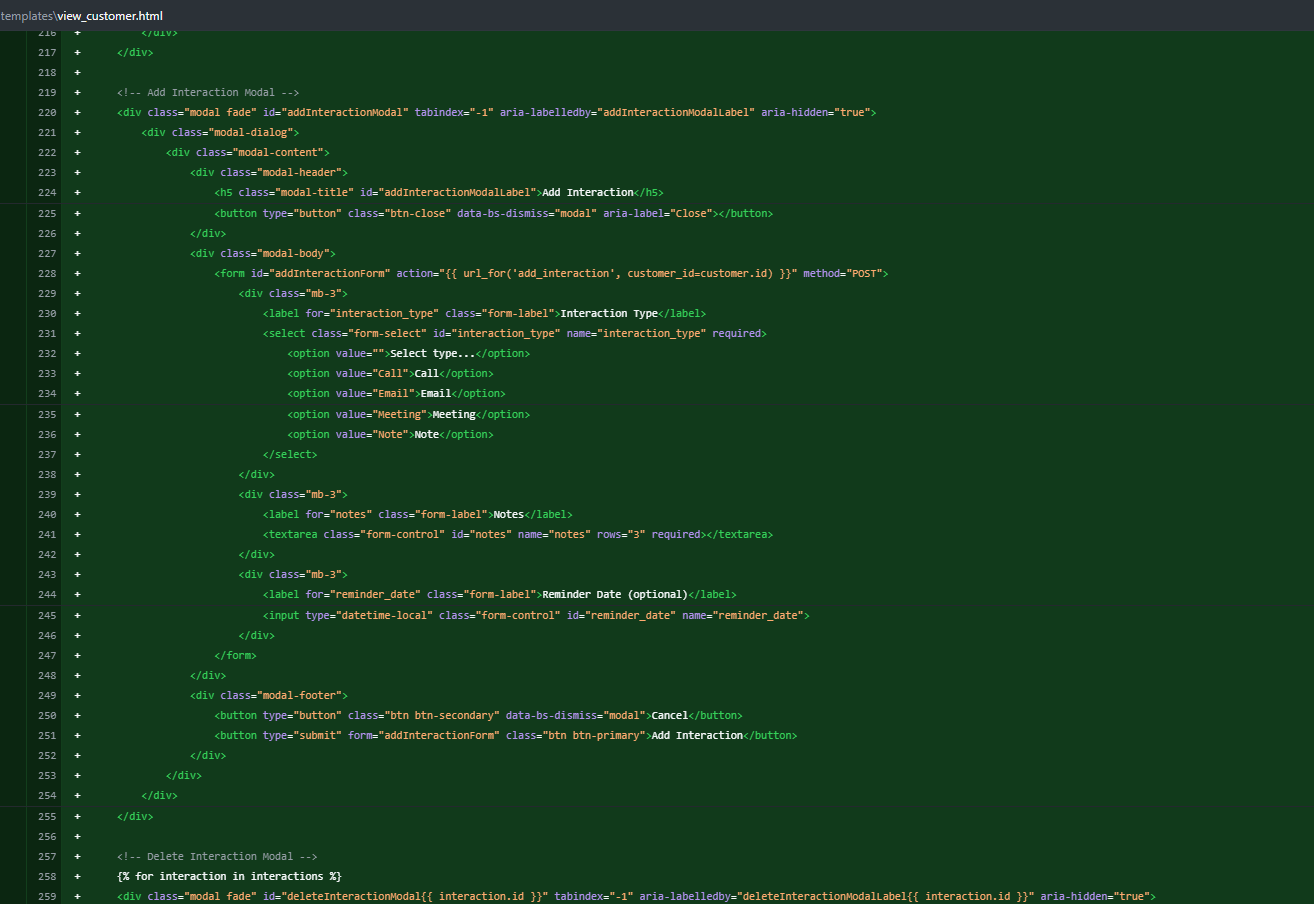 templates\view_customer.html
216 + </div>
217 + </div>
218 +
219 + <!-- Add Interaction Modal -->
220 + <div class="modal fade" id="addInteractionModal" tabindex="-1" aria-labelledby="addInteractionModalLabel" aria-hidden="true">
221 + <div class="modal-dialog">
222 + <div class="modal-content">
223 + <div class="modal-header">
224 + <h5 class="modal-title" id="addInteractionModalLabel">Add Interaction</h5>
225 + <button type="button" class="btn-close" data-bs-dismiss="modal" aria-label="Close"></button>
226 + </div>
227 + <div class="modal-body">
228 + <form id="addInteractionForm" action="{{ url_for('add_interaction', customer_id=customer.id) }}" method="POST">
229 + <div class="mb-3">
230 + <label for="interaction_type" class="form-label">Interaction Type</label>
231 + <select class="form-select" id="interaction_type" name="interaction_type" required>
232 + <option value="">Select type...</option>
233 + <option value="Call">Call</option>
234 + <option value="Email">Email</option>
235 + <option value="Meeting">Meeting</option>
236 + <option value="Note">Note</option>
237 + </select>
238 + </div>
239 + <div class="mb-3">
240 + <label for="notes" class="form-label">Notes</label>
241 + <textarea class="form-control" id="notes" name="notes" rows="3" required></textarea>
242 + </div>
243 + <div class="mb-3">
244 + <label for="reminder_date" class="form-label">Reminder Date (optional)</label>
245 + <input type="datetime-local" class="form-control" id="reminder_date" name="reminder_date">
246 + </div>
247 + </form>
248 + </div>
249 + <div class="modal-footer">
250 + <button type="button" class="btn btn-secondary" data-bs-dismiss="modal">Cancel</button>
251 + <button type="submit" form="addInteractionForm" class="btn btn-primary">Add Interaction</button>
252 + </div>
253 + </div>
254 + </div>
255 + </div>
256 +
257 + <!-- Delete Interaction Modal -->
258 + {% for interaction in interactions %}
259 + <div class="modal fade" id="deleteInteractionModal{{ interaction.id }}" tabindex="-1" aria-labelledby="deleteInteractionModalLabel{{ interaction.id }}" aria-hidden="true">